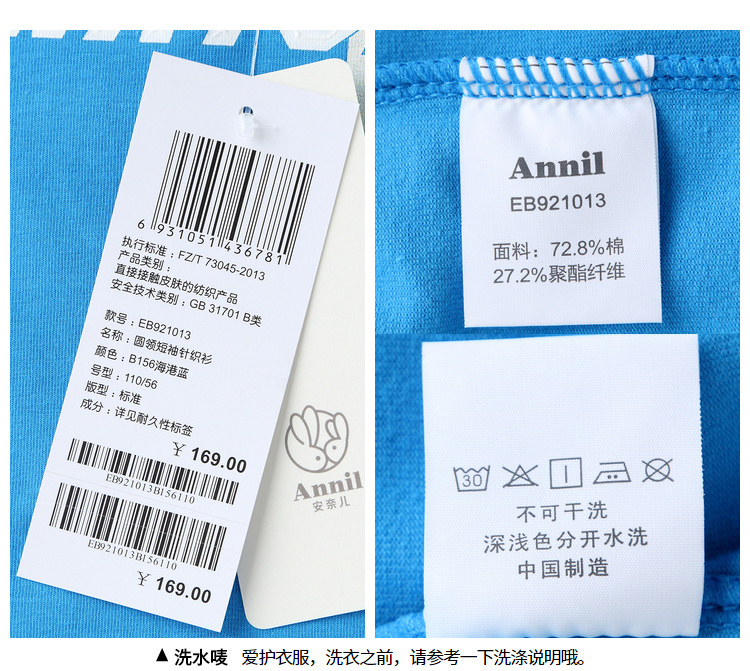 6 931051 436781
执行标准：FZ/T 73045-2013
产品类别：
直接接触皮肤的纺织产品
安全技术类别：GB 31701 B类
款号：EB921013
名称：圆领短袖针织衫
颜色：B156海港蓝
号型：110/56
版型：标准
成分：详见耐久性标签
￥ 169.00
EB921013B156110
EB921013B156110
￥ 169.00
Annil
安奈儿
Annil
EB921013
面料：72.8%棉
27.2%聚酯纤维
30
不可干洗
深浅色分开水洗
中国制造
▲ 洗水唛 爱护衣服，洗衣之前，请参考一下洗涤说明哦。